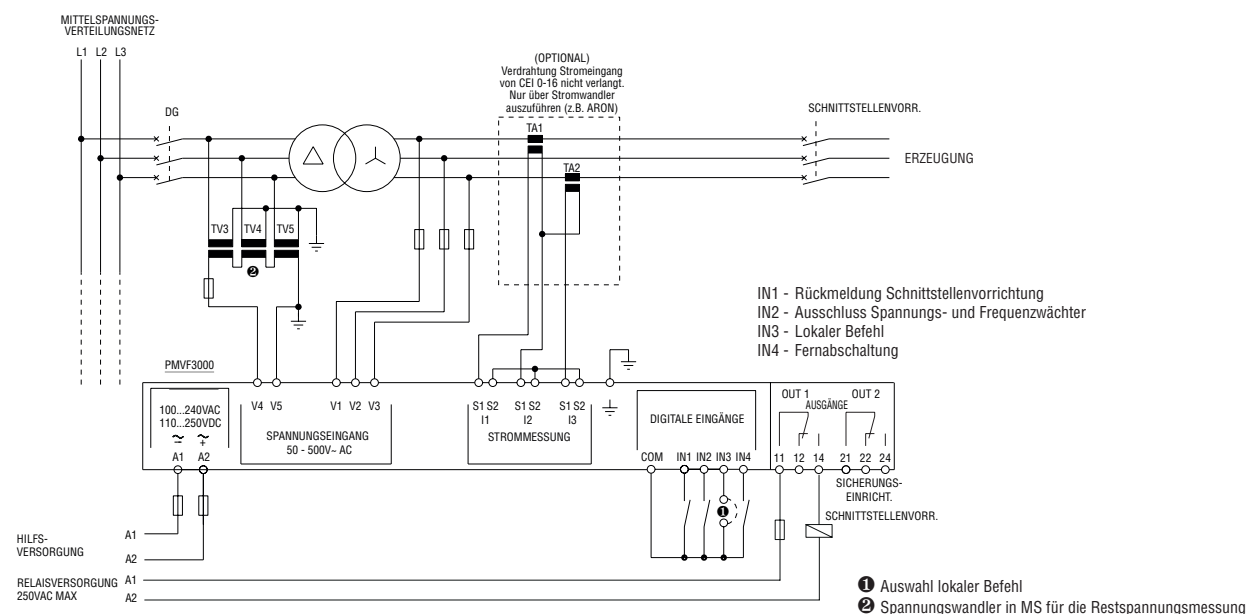 MITTELSPANNUNGS-
VERTEILUNGSNETZ
L1 L2 L3
DG
(OPTIONAL)
Verdrahtung Stromeingang
von CEI 0-16 nicht verlangt.
Nur über Stromwandler
auszuführen (z.B. ARON)
TA1
TA2
SCHNITTSTELLENVORR.
ERZEUGUNG
TV3 TV4 TV5
❷
IN1 - Rückmeldung Schnittstellenvorrichtung
IN2 - Ausschluss Spannungs- und Frequenzwächter
IN3 - Lokaler Befehl
IN4 - Fernabschaltung
PMVF3000
100...240VAC
110...250VDC
~ ~
− +
A1 A2
V4 V5 V1 V2 V3
SPANNUNGSEINGANG
50 - 500V~ AC
S1 S2 S1 S2 S1 S2
I1 I2 I3
STROMMESSUNG
DIGITALE EINGÄNGE
COM IN1 IN2 IN3 IN4
OUT 1 OUT 2
AUSGÄNGE
11 12 14 21 22 24
SICHERUNGS-
EINRICHT.
SCHNITTSTELLENVORR.
❶
HILFS-
VERSORGUNG
A1
A2
RELAISVERSORGUNG
250VAC MAX
A1
A2
❶ Auswahl lokaler Befehl
❷ Spannungswandler in MS für die Restspannungsmessung